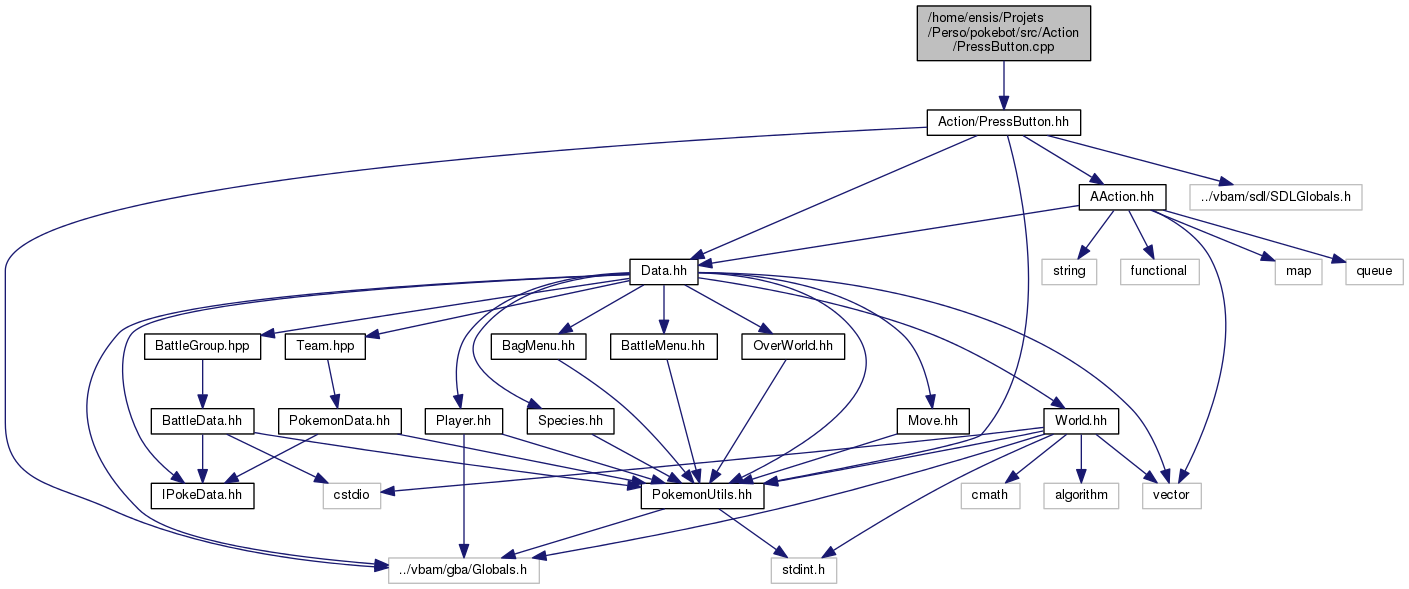 /home/ensis/Projets
/Perso/pokebot/src/Action
/PressButton.cpp
Action/PressButton.hh
AAction.hh
../vbam/sdl/SDLGlobals.h
Data.hh
string
functional
map
queue
BattleGroup.hpp
Team.hpp
BagMenu.hh
BattleMenu.hh
OverWorld.hh
BattleData.hh
PokemonData.hh
Player.hh
Species.hh
Move.hh
World.hh
IPokeData.hh
cstdio
PokemonUtils.hh
cmath
algorithm
vector
../vbam/gba/Globals.h
stdint.h